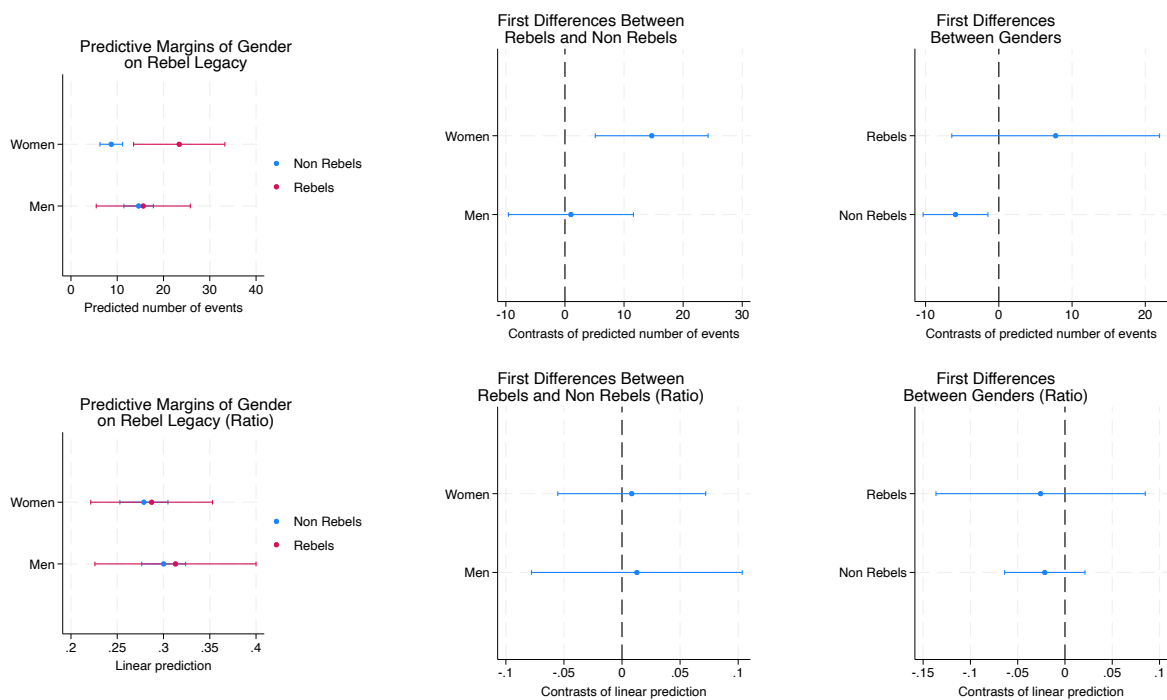 Predictive Margins of Gender
on Rebel Legacy
Women
Men
0 10 20 30 40
Predicted number of events
Non Rebels
Rebels
First Differences Between
Rebels and Non Rebels
Women
Men
-10 0 10 20 30
Contrasts of predicted number of events
First Differences
Between Genders
Rebels
Non Rebels
-10 0 10 20
Contrasts of predicted number of events
Predictive Margins of Gender
on Rebel Legacy (Ratio)
Women
Men
.2 .25 .3 .35 .4
Linear prediction
Non Rebels
Rebels
First Differences Between
Rebels and Non Rebels (Ratio)
Women
Men
-.1 -.05 0 .05 .1
Contrasts of linear prediction
First Differences
Between Genders (Ratio)
Rebels
Non Rebels
-.15 -.1 -.05 0 .05 .1
Contrasts of linear prediction